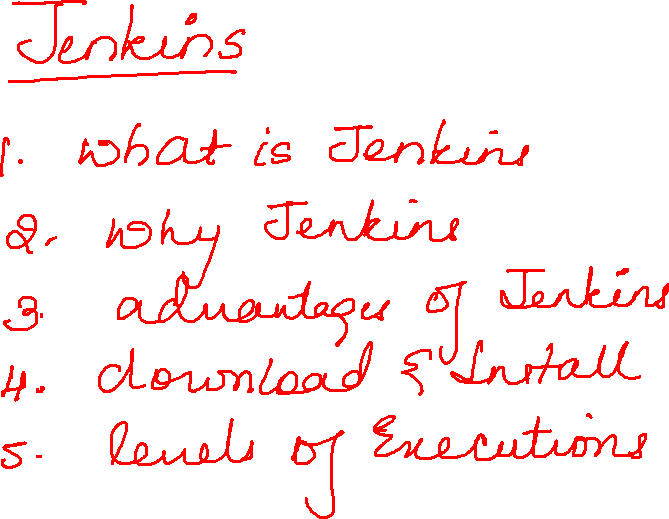 Jenkins
1. What is Jenkins
2. Why Jenkins
3. advantages of Jenkins
4. download & Install
5. levels of Executions